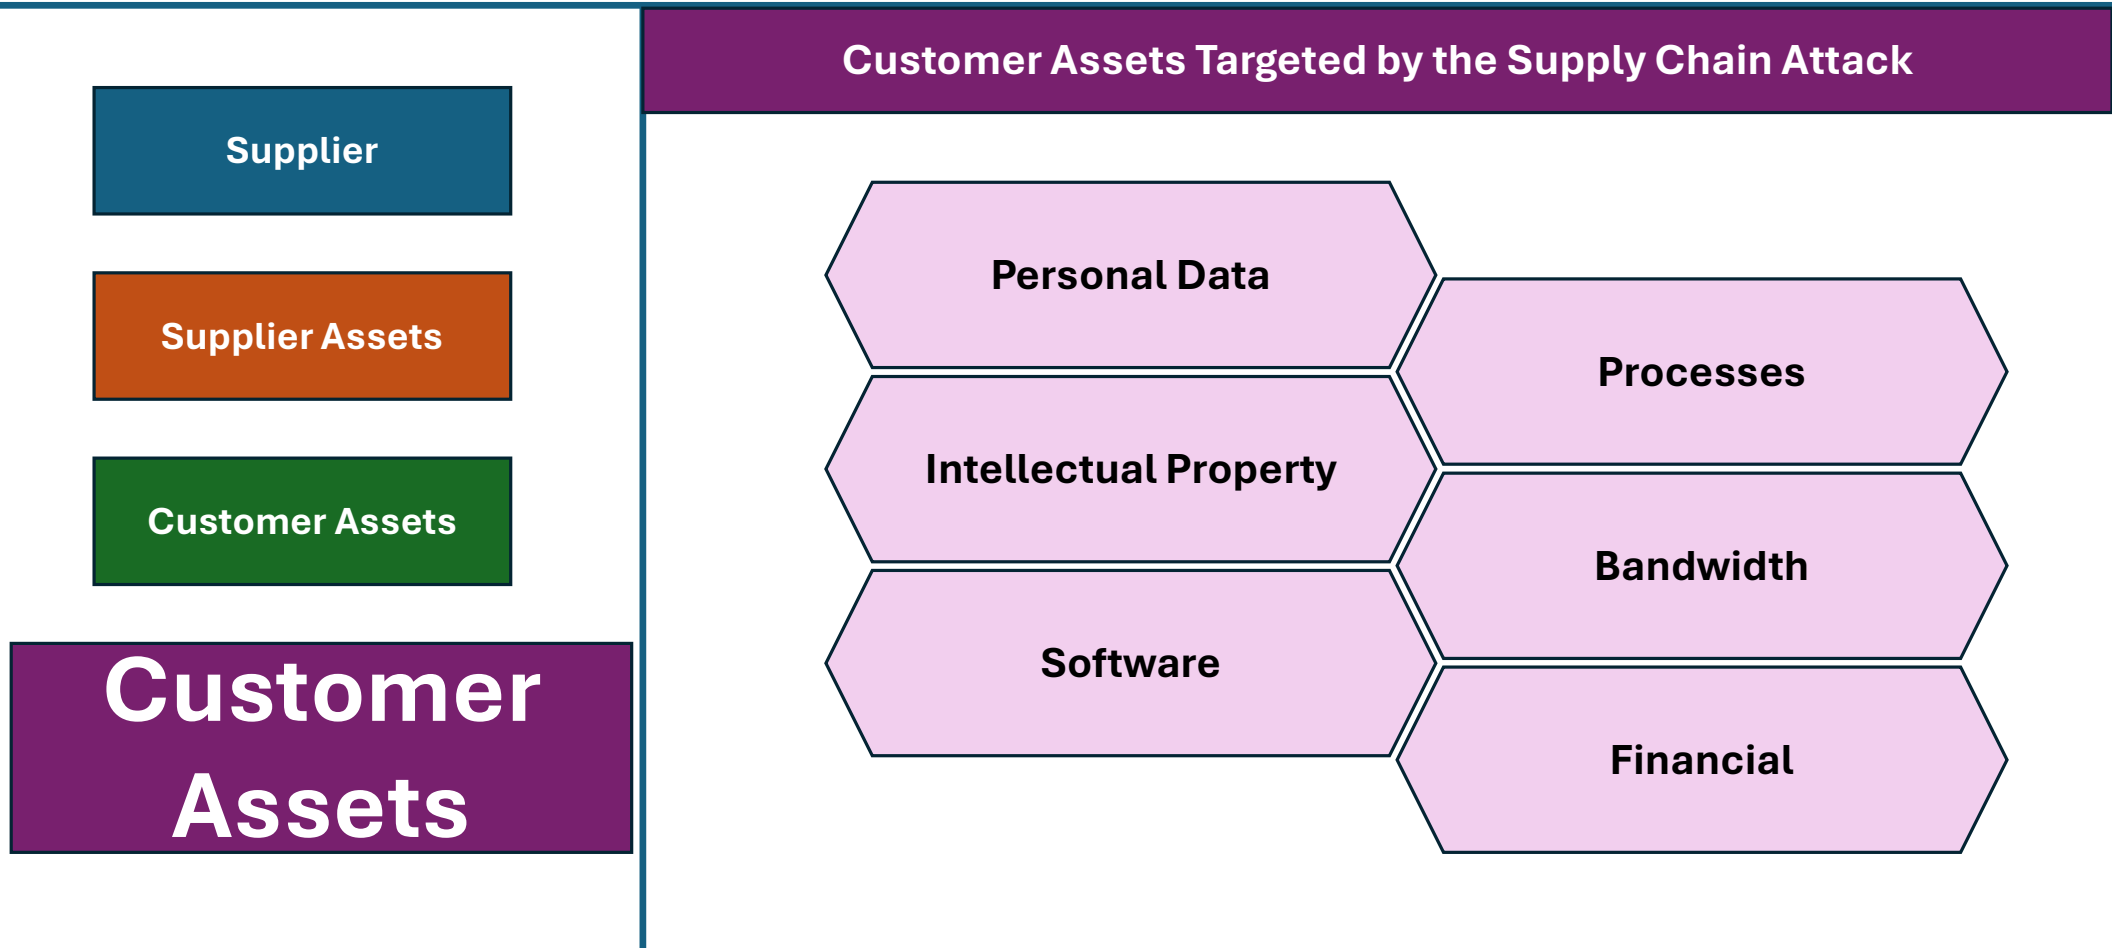 Supplier
Supplier Assets
Customer Assets
Customer
Assets
Customer Assets Targeted by the Supply Chain Attack
Personal Data
Processes
Intellectual Property
Bandwidth
Software
Financial